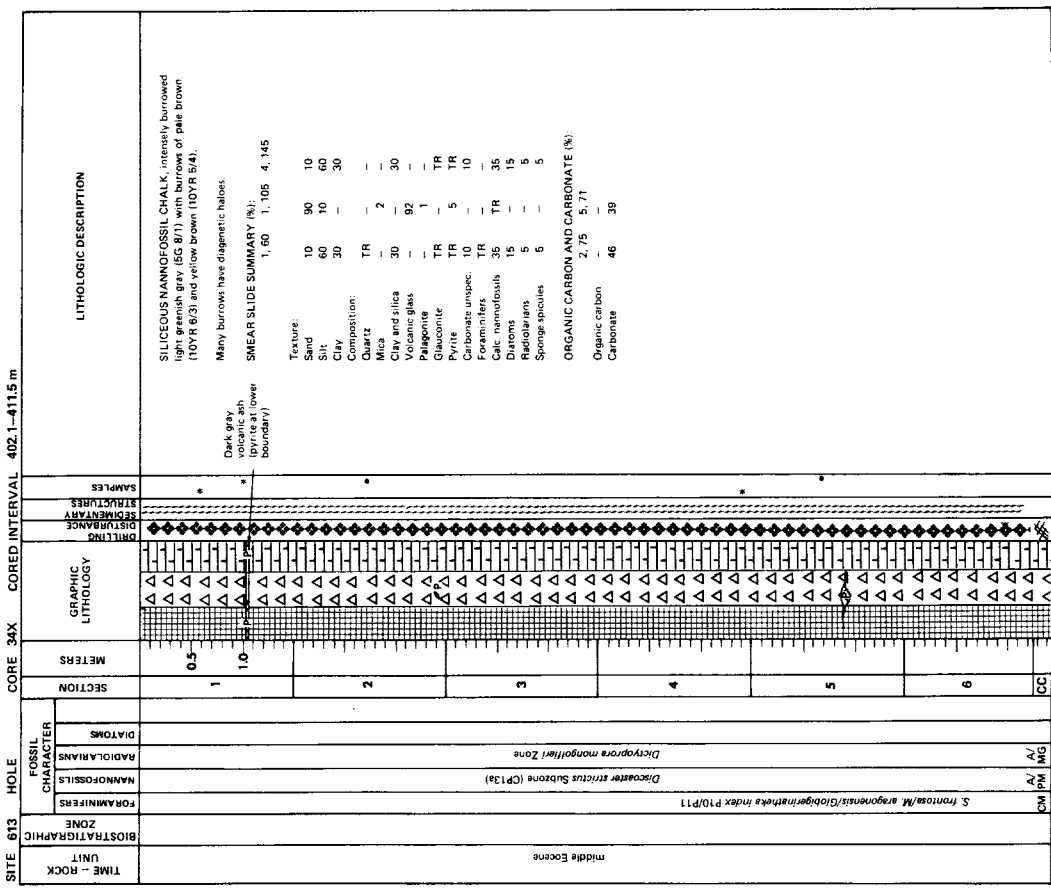 SITE 613 HOLE CORE 34X CORED INTERVAL 402.1–411.5 m
TIME – ROCK UNIT
BIOSTRATIGRAPHIC ZONE
FOSSIL CHARACTER
FORAMINIFERS
NANNOFOSSILS
RADIOLARIANS
DIATOMS
SECTION
METERS
GRAPHIC LITHOLOGY
DRILLING DISTURBANCE
SEDIMENTARY STRUCTURES
SAMPLES
LITHOLOGIC DESCRIPTION
middle Eocene
S. frontosa/M. aragonensis/Globigerinatheka index P10/P11
Discoaster strictus Subzone (CP13a)
Dictyoprora mongolfieri Zone
CM
A/ PM
A/ MG
1
2
3
4
5
6
CC
0.5
1.0
P
P
P
P
*
*
•
*
•
Dark gray
volcanic ash
(pyrite at lower
boundary)
SILICEOUS NANNOFOSSIL CHALK, intensely burrowed
light greenish gray (5G 8/1) with burrows of pale brown
(10YR 6/3) and yellow brown (10YR 5/4).
Many burrows have diagenetic haloes.
SMEAR SLIDE SUMMARY (%):
1, 60 1, 105 4, 145
Texture:
Sand 10 90 10
Silt 60 10 60
Clay 30 – 30
Composition:
Quartz TR – –
Mica – 2 –
Clay and silica 30 – 30
Volcanic glass – 92 –
Palagonite – 1 –
Glauconite TR – TR
Pyrite TR 5 TR
Carbonate unspec. 10 – 10
Foraminifers TR – –
Calc. nannofossils 35 TR 35
Diatoms 15 – 15
Radiolarians 5 – 5
Sponge spicules 5 – 5
ORGANIC CARBON AND CARBONATE (%):
2, 75 5, 71
Organic carbon – –
Carbonate 46 39